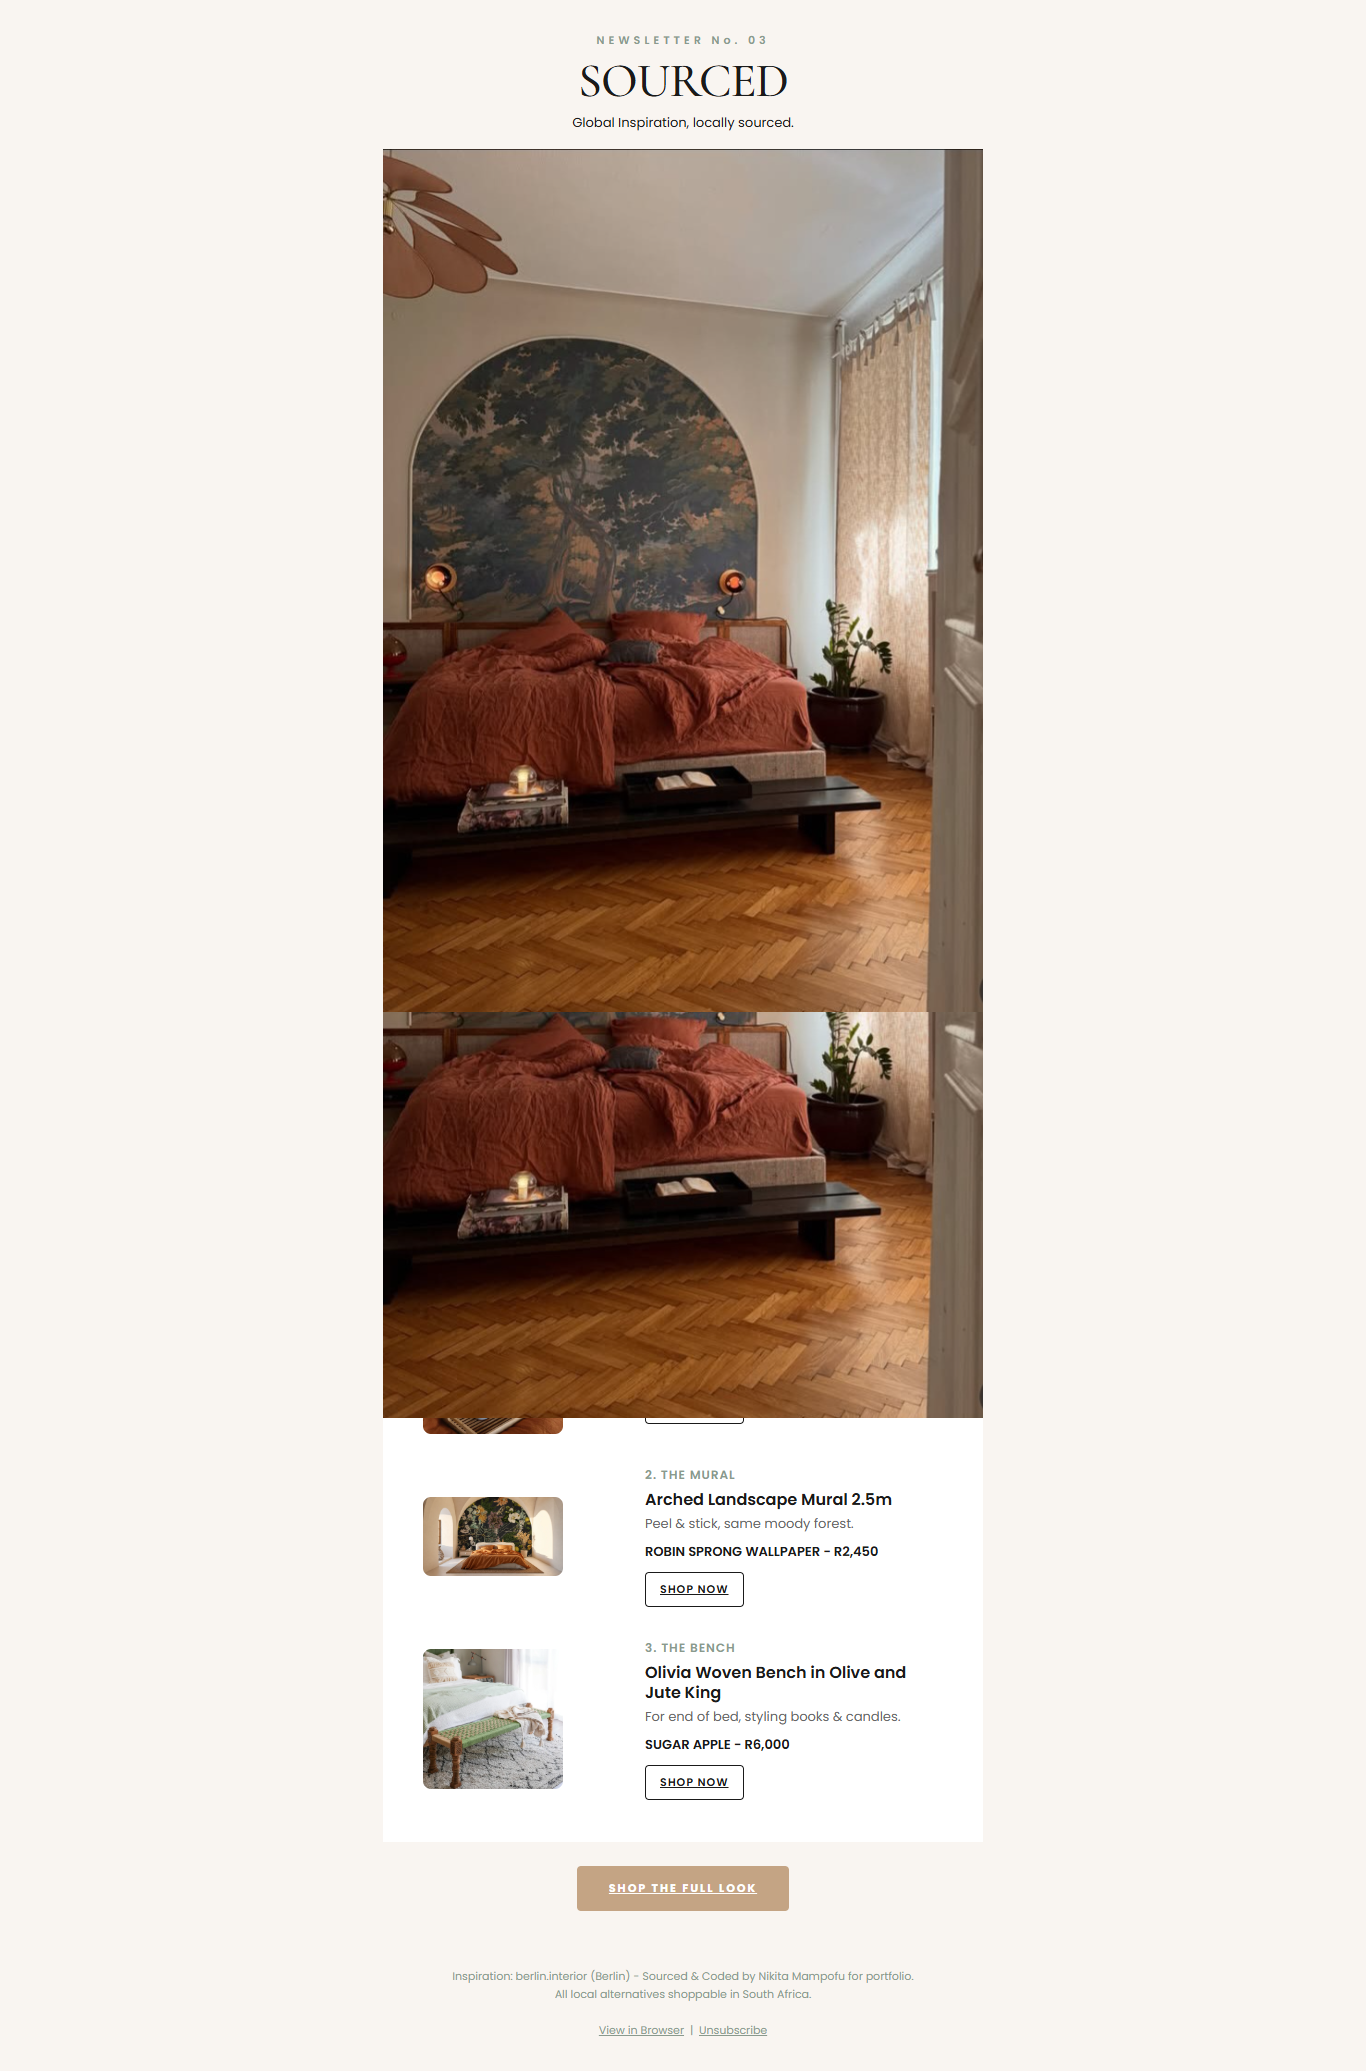 NEWSLETTER No. 03
SOURCED
Global Inspiration, locally sourced.
2. THE MURAL
Arched Landscape Mural 2.5m
Peel & stick, same moody forest.
ROBIN SPRONG WALLPAPER - R2,450
SHOP NOW
3. THE BENCH
Olivia Woven Bench in Olive and
Jute King
For end of bed, styling books & candles.
SUGAR APPLE - R6,000
SHOP NOW
SHOP THE FULL LOOK
Inspiration: berlin.interior (Berlin) - Sourced & Coded by Nikita Mampofu for portfolio.
All local alternatives shoppable in South Africa.
View in Browser | Unsubscribe